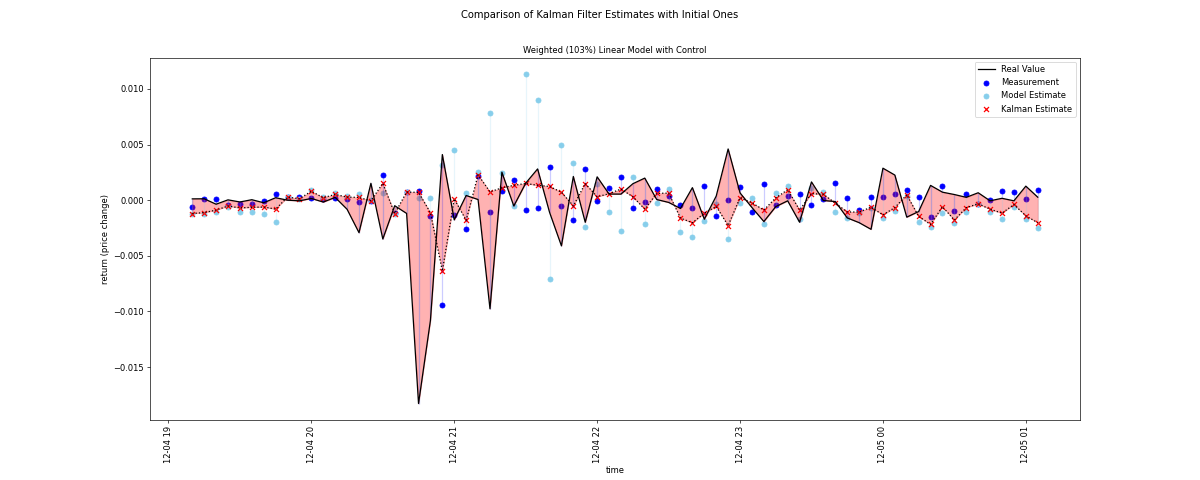 Comparison of Kalman Filter Estimates with Initial Ones
Weighted (103%) Linear Model with Control
Real Value
Measurement
Model Estimate
Kalman Estimate
return (price change)
0.010
0.005
0.000
−0.005
−0.010
−0.015
12-04 19
12-04 20
12-04 21
12-04 22
12-04 23
12-05 00
12-05 01
time